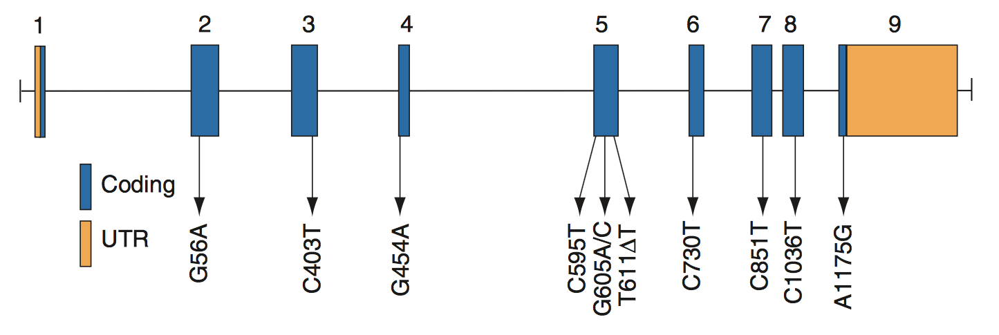 1 2 3 4 5 6 7 8 9
Coding
UTR
G56A
C403T
G454A
C595T
G605A/C
T611ΔT
C730T
C851T
C1036T
A1175G